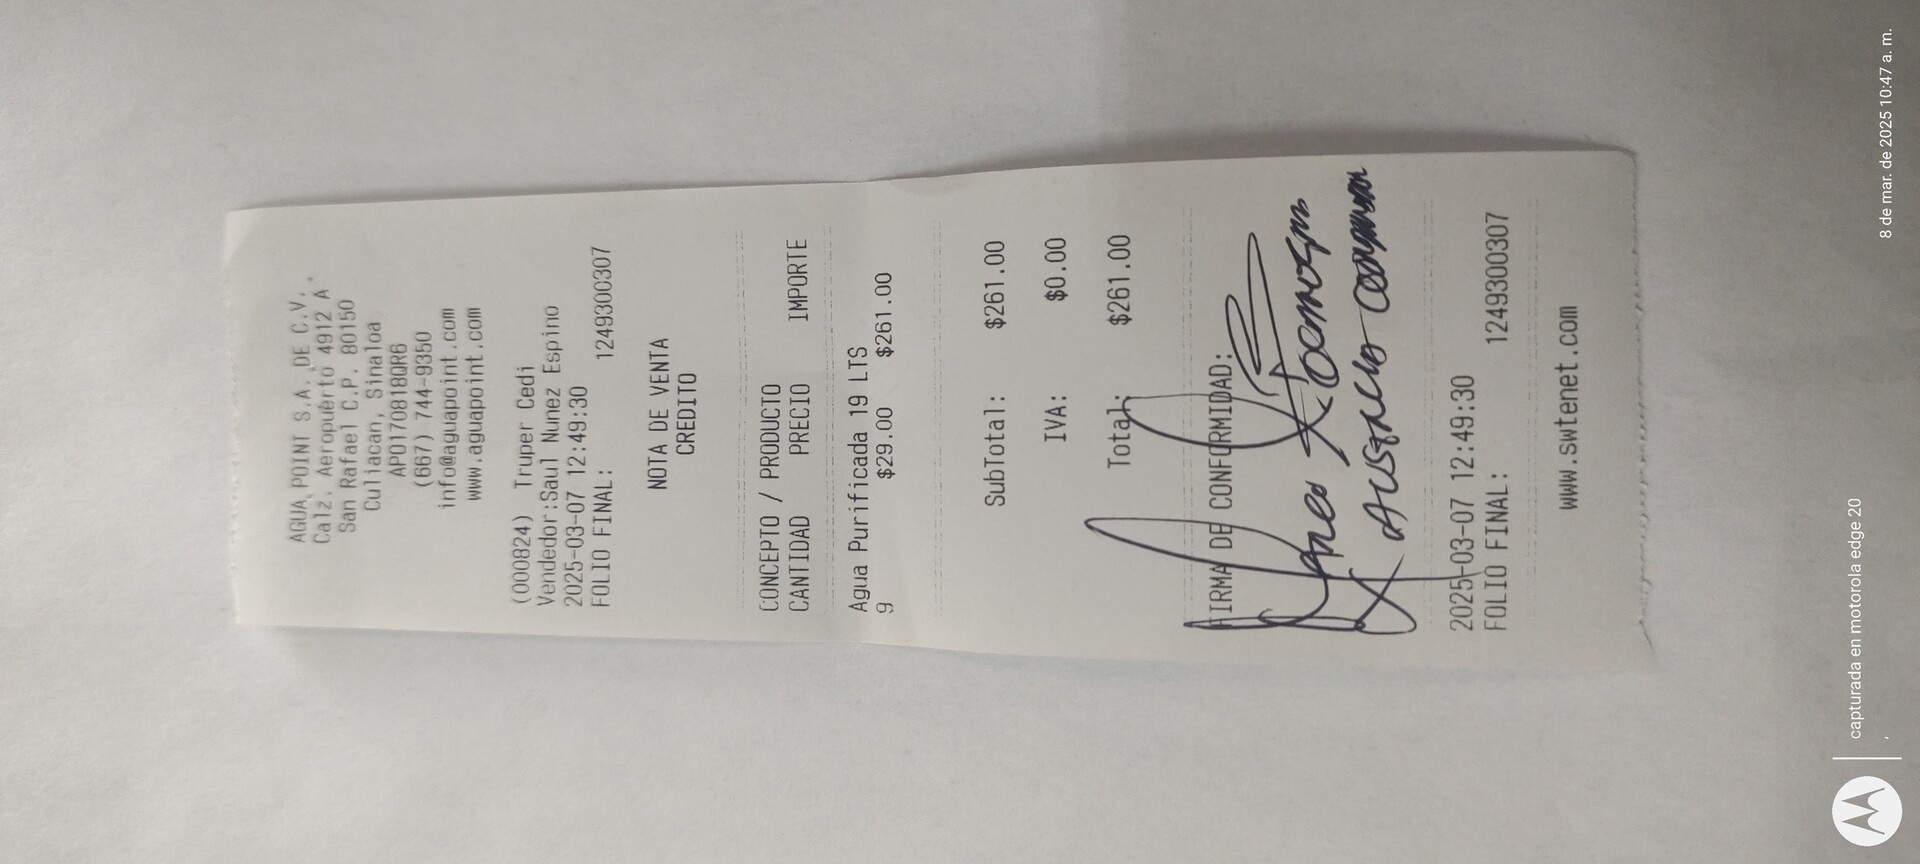 AGUA POINT S.A. DE C.V.
Calz. Aeropuerto 4912 A
San Rafael C.P. 80150
Culiacan, Sinaloa
APO170818QR6
(667) 744-9350
info@aguapoint.com
www.aguapoint.com
(000824) Truper Cedi
Vendedor:Saul Nunez Espino
2025-03-07 12:49:30
FOLIO FINAL: 1249300307
NOTA DE VENTA
CREDITO
CONCEPTO / PRODUCTO
CANTIDAD PRECIO IMPORTE
Agua Purificada 19 LTS
9 $29.00 $261.00
SubTotal: $261.00
IVA: $0.00
Total: $261.00
FIRMA DE CONFORMIDAD:
2025-03-07 12:49:30
FOLIO FINAL: 1249300307
www.swtenet.com
capturada en motorola edge 20
8 de mar. de 2025 10:47 a. m.